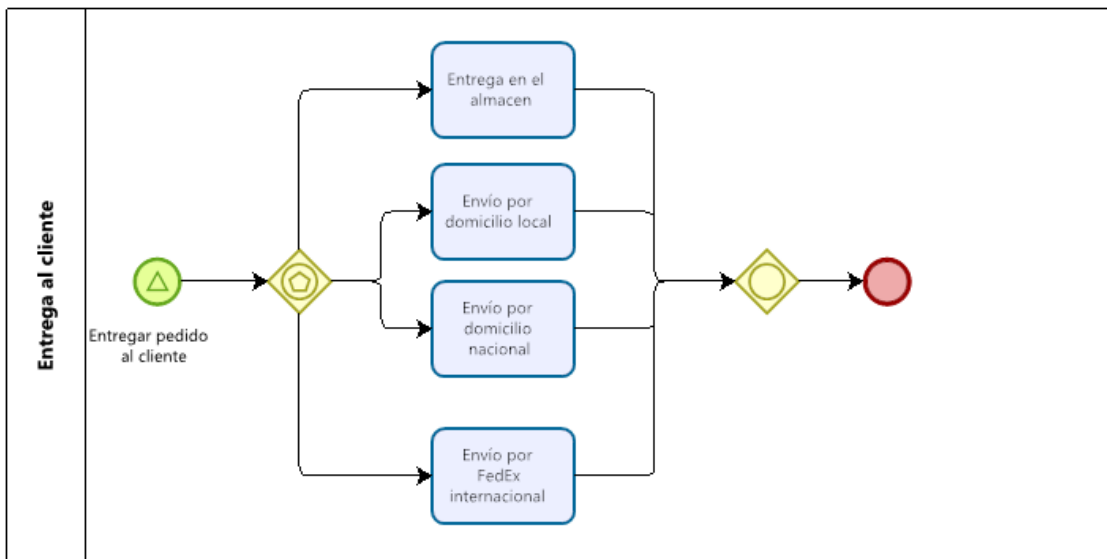 Entrega al cliente
Entregar pedido
al cliente
Entrega en el
almacen
Envío por
domicilio local
Envío por
domicilio
nacional
Envío por
FedEx
internacional